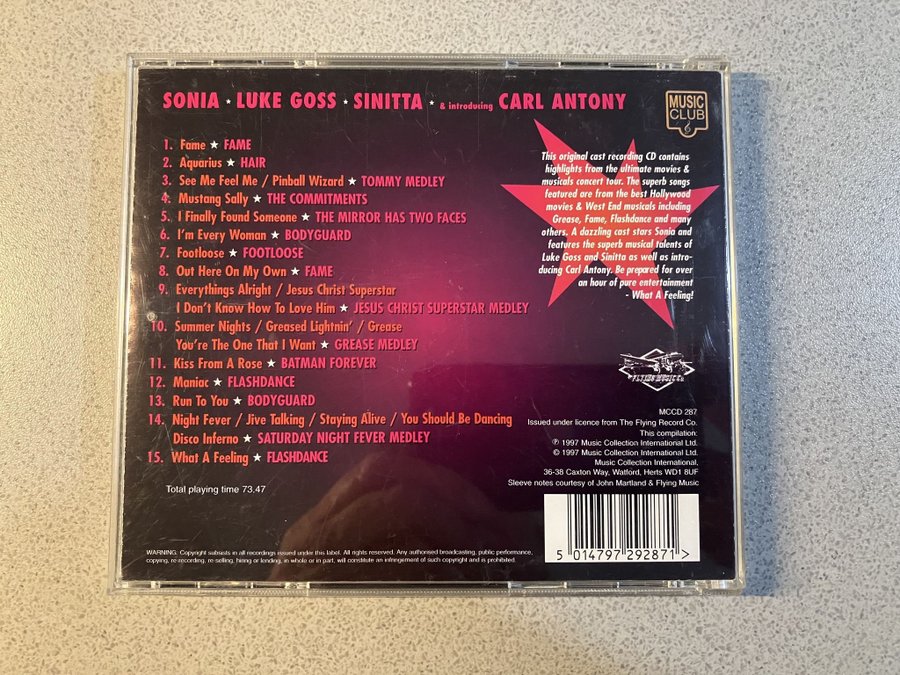 SONIA ★ LUKE GOSS ★ SINITTA ★ & introducing CARL ANTONY
MUSIC
CLUB
1. Fame ★ FAME
2. Aquarius ★ HAIR
3. See Me Feel Me / Pinball Wizard ★ TOMMY MEDLEY
4. Mustang Sally ★ THE COMMITMENTS
5. I Finally Found Someone ★ THE MIRROR HAS TWO FACES
6. I'm Every Woman ★ BODYGUARD
7. Footloose ★ FOOTLOOSE
8. Out Here On My Own ★ FAME
9. Everythings Alright / Jesus Christ Superstar
I Don't Know How To Love Him ★ JESUS CHRIST SUPERSTAR MEDLEY
10. Summer Nights / Greased Lightnin' / Grease
You're The One That I Want ★ GREASE MEDLEY
11. Kiss From A Rose ★ BATMAN FOREVER
12. Maniac ★ FLASHDANCE
13. Run To You ★ BODYGUARD
14. Night Fever / Jive Talking / Staying Alive / You Should Be Dancing
Disco Inferno ★ SATURDAY NIGHT FEVER MEDLEY
15. What A Feeling ★ FLASHDANCE
Total playing time 73.47
This original cast recording CD contains
highlights from the ultimate movies &
musicals concert tour. The superb songs
featured are from the best Hollywood
movies & West End musicals including
Grease, Fame, Flashdance and many
others. A dazzling cast stars Sonia and
features the superb musical talents of
Luke Goss and Sinitta as well as intro-
ducing Carl Antony. Be prepared for over
an hour of pure entertainment
- What A Feeling!
FLYING MUSIC Co
MCCD 287
Issued under licence from The Flying Record Co.
This compilation:
℗ 1997 Music Collection International Ltd.
© 1997 Music Collection International Ltd.
Music Collection International,
36-38 Caxton Way, Watford, Herts WD1 8UF
Sleeve notes courtesy of John Martland & Flying Music
5 014797 292871 >
WARNING: Copyright subsists in all recordings issued under this label. All rights reserved. Any authorised broadcasting, public performance,
copying, re-recording, re-selling, hiring or lending, in whole or in part, will constitute an infringement of such copyright and is prohibited.